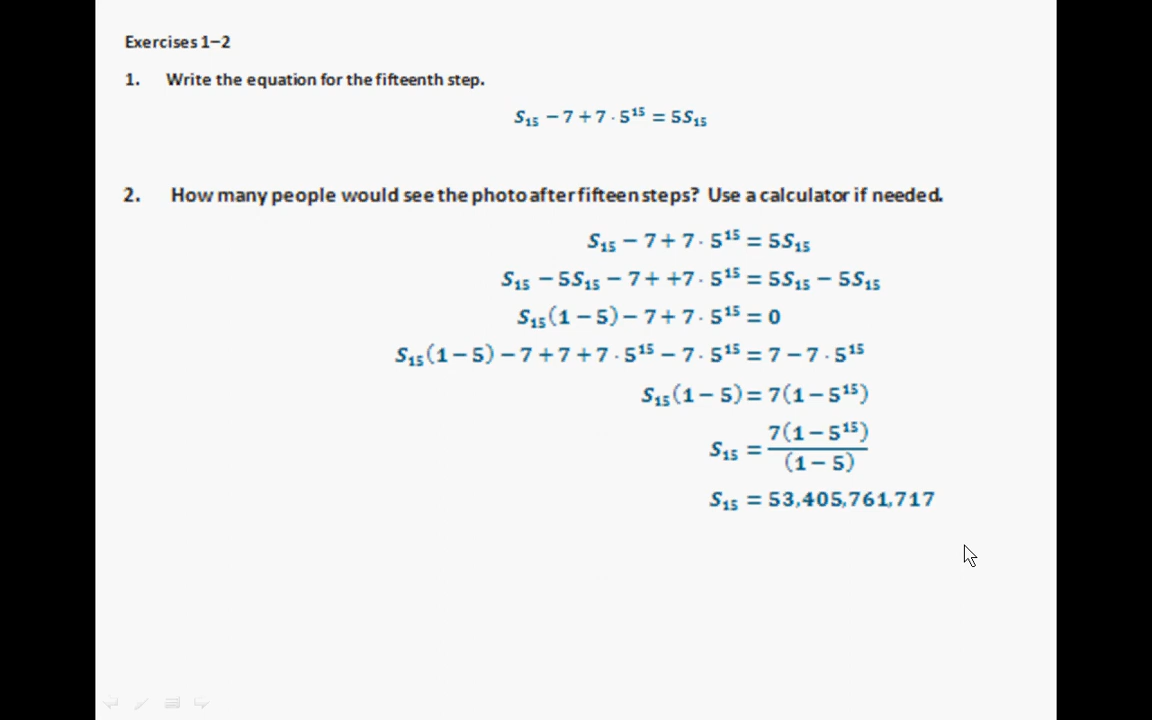 Exercises 1–2
1. Write the equation for the fifteenth step.
S₁₅ − 7 + 7 · 5¹⁵ = 5S₁₅
2. How many people would see the photo after fifteen steps? Use a calculator if needed.
S₁₅ − 7 + 7 · 5¹⁵ = 5S₁₅
S₁₅ − 5S₁₅ − 7 + +7 · 5¹⁵ = 5S₁₅ − 5S₁₅
S₁₅(1 − 5) − 7 + 7 · 5¹⁵ = 0
S₁₅(1 − 5) − 7 + 7 + 7 · 5¹⁵ − 7 · 5¹⁵ = 7 − 7 · 5¹⁵
S₁₅(1 − 5) = 7(1 − 5¹⁵)
S₁₅ = 7(1 − 5¹⁵) / (1 − 5)
S₁₅ = 53,405,761,717